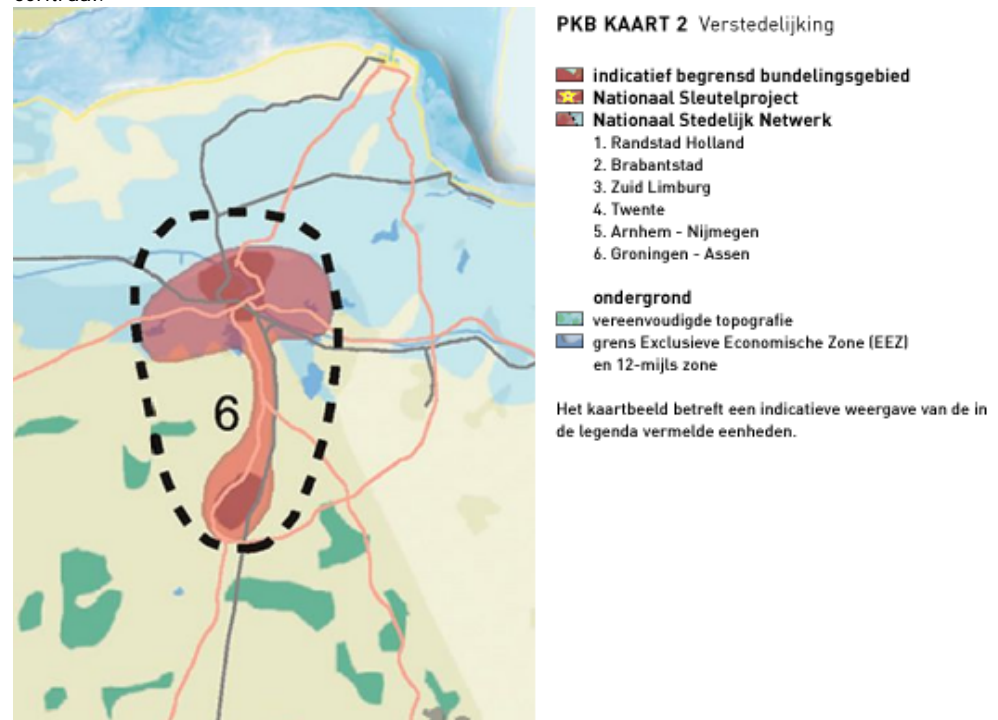 PKB KAART 2 Verstedelijking
indicatief begrensd bundelingsgebied
Nationaal Sleutelproject
Nationaal Stedelijk Netwerk
1. Randstad Holland
2. Brabantstad
3. Zuid Limburg
4. Twente
5. Arnhem - Nijmegen
6. Groningen - Assen
ondergrond
vereenvoudigde topografie
grens Exclusieve Economische Zone (EEZ)
en 12-mijls zone
Het kaartbeeld betreft een indicatieve weergave van de in
de legenda vermelde eenheden.
6